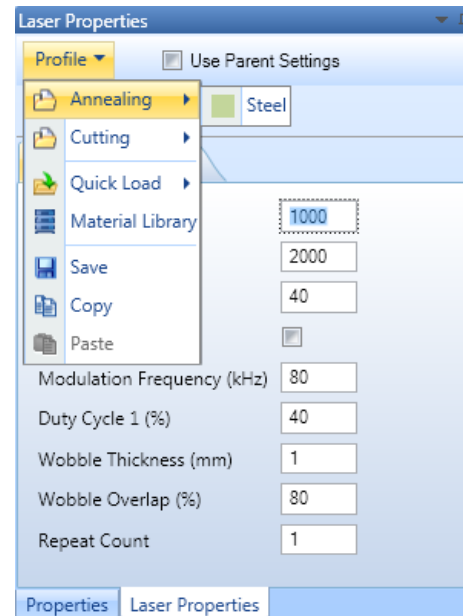 Laser Properties
Profile Use Parent Settings
Annealing Steel
Cutting
Quick Load
Material Library
1000
Save
2000
Copy
40
Paste
Modulation Frequency (kHz) 80
Duty Cycle 1 (%) 40
Wobble Thickness (mm) 1
Wobble Overlap (%) 80
Repeat Count 1
Properties Laser Properties